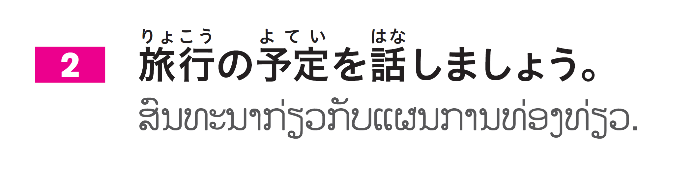 りょこう よてい はな
2 旅行の予定を話しましょう。
ສົນທະນາກ່ຽວກັບແຜນການທ່ອງທ່ຽວ.